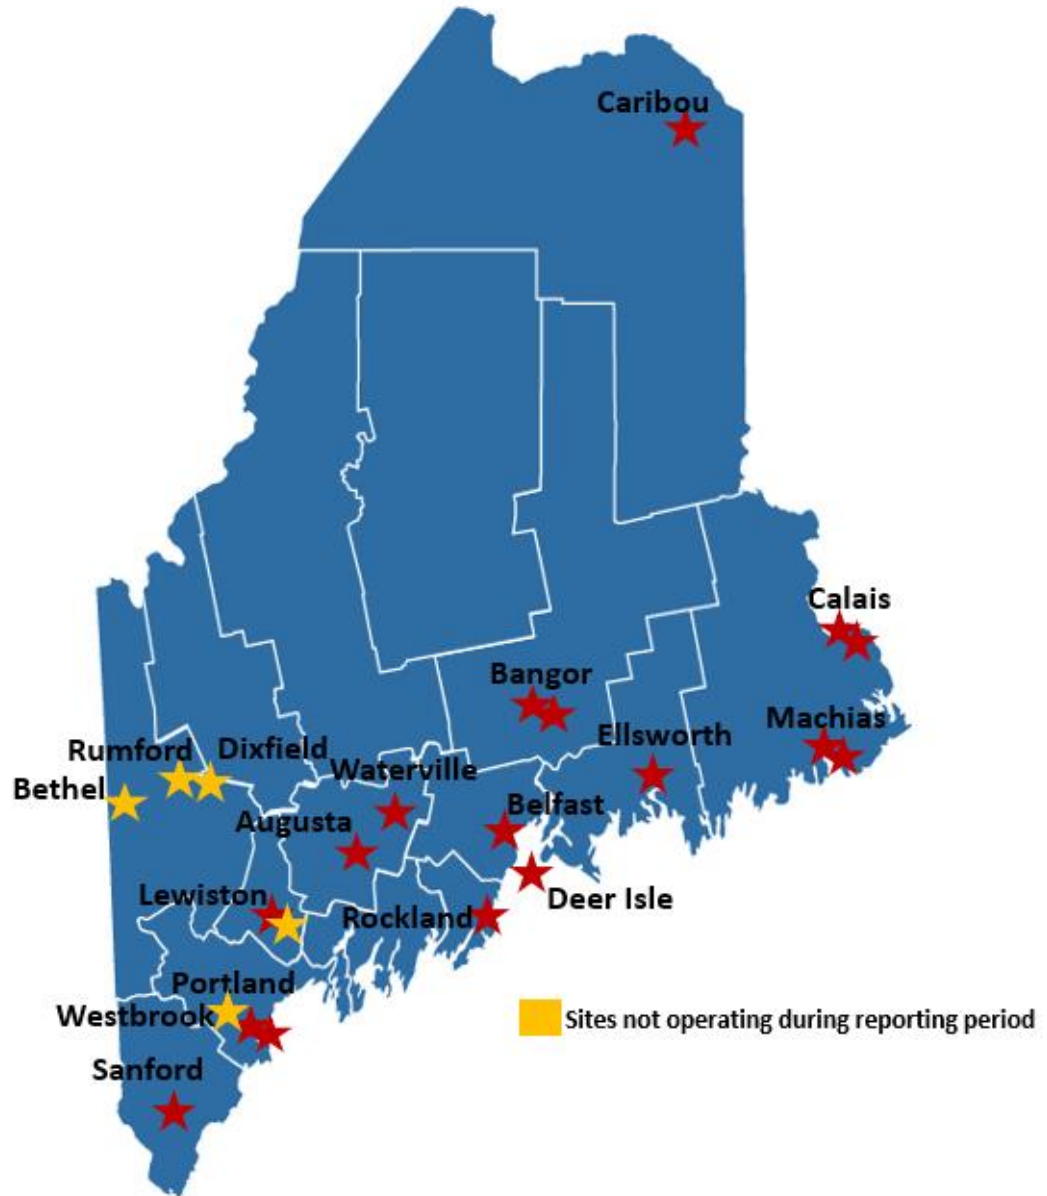 Caribou
Calais
Bangor
Machias
Ellsworth
Rumford
Dixfield
Waterville
Bethel
Belfast
Augusta
Lewiston
Deer Isle
Rockland
Portland
Westbrook
Sites not operating during reporting period
Sanford